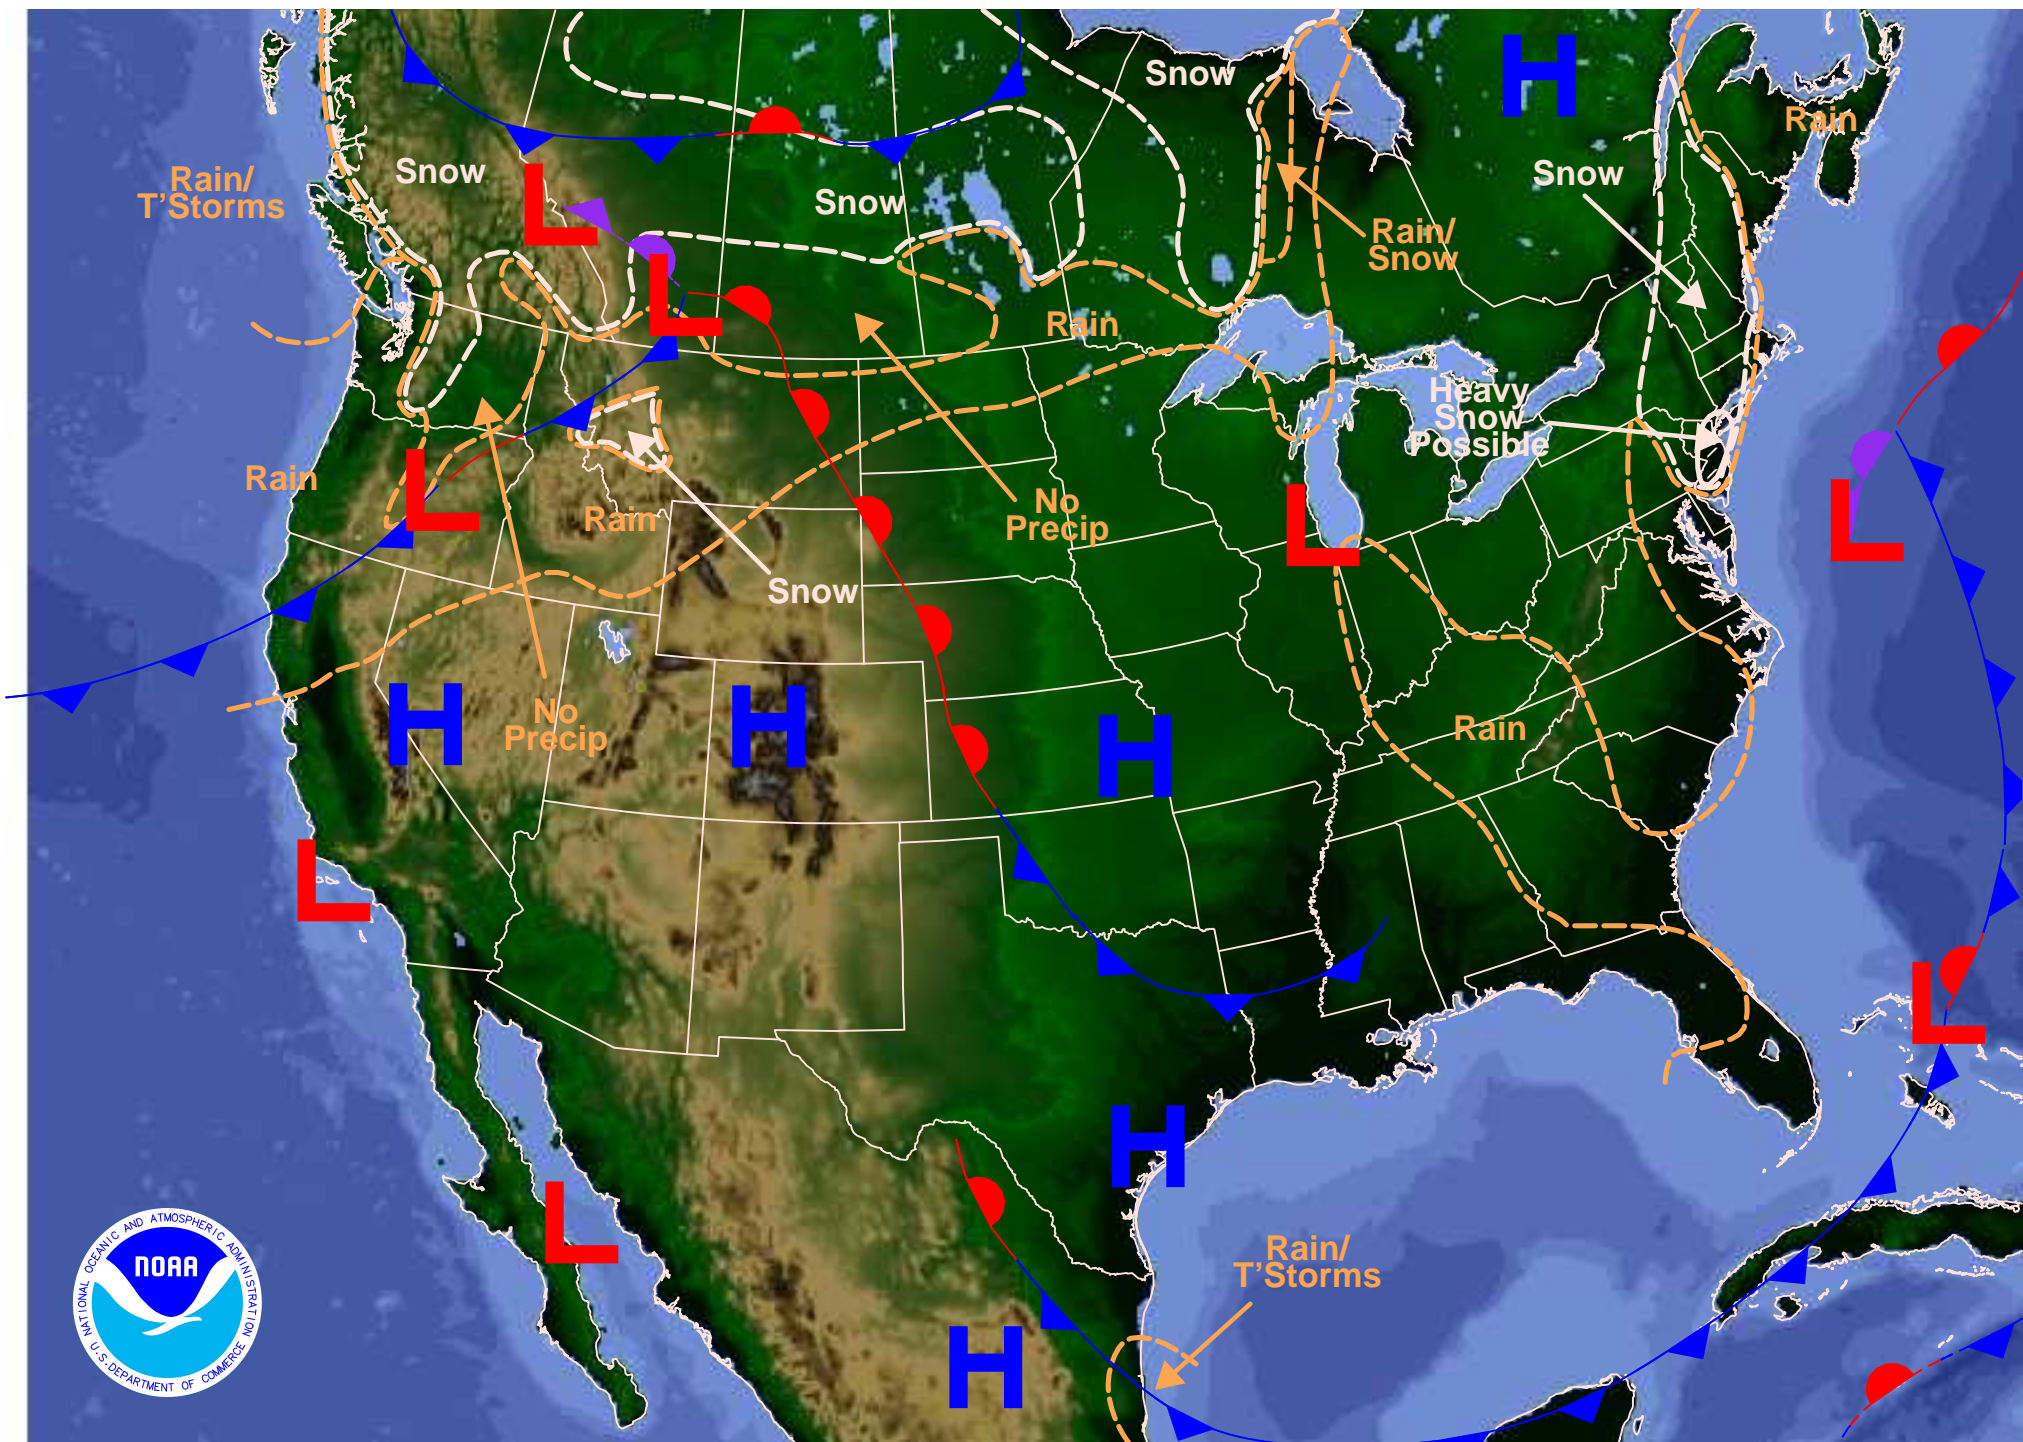 H
Snow
Rain
Snow
Rain/
T'Storms
Snow
Snow
L
Rain/
Snow
L
Rain
Heavy
Snow
Possible
Rain
L
Rain
No
Precip
L
L
Snow
H
H
H
No
Precip
Rain
L
L
H
L
Rain/
T'Storms
H
NATIONAL OCEANIC AND ATMOSPHERIC ADMINISTRATION
NOAA
U.S. DEPARTMENT OF COMMERCE